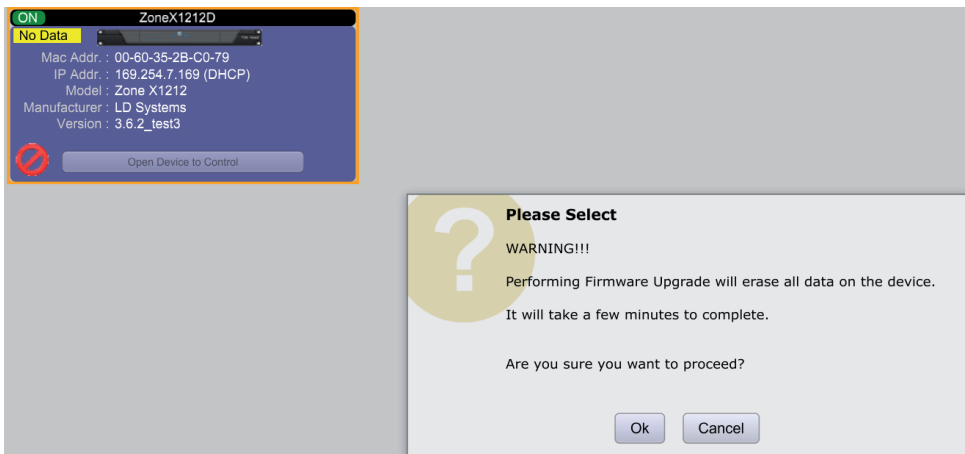 ON ZoneX1212D
No Data
Mac Addr. : 00-60-35-2B-C0-79
IP Addr. : 169.254.7.169 (DHCP)
Model : Zone X1212
Manufacturer : LD Systems
Version : 3.6.2_test3
Open Device to Control
?
Please Select
WARNING!!!
Performing Firmware Upgrade will erase all data on the device.
It will take a few minutes to complete.
Are you sure you want to proceed?
Ok Cancel